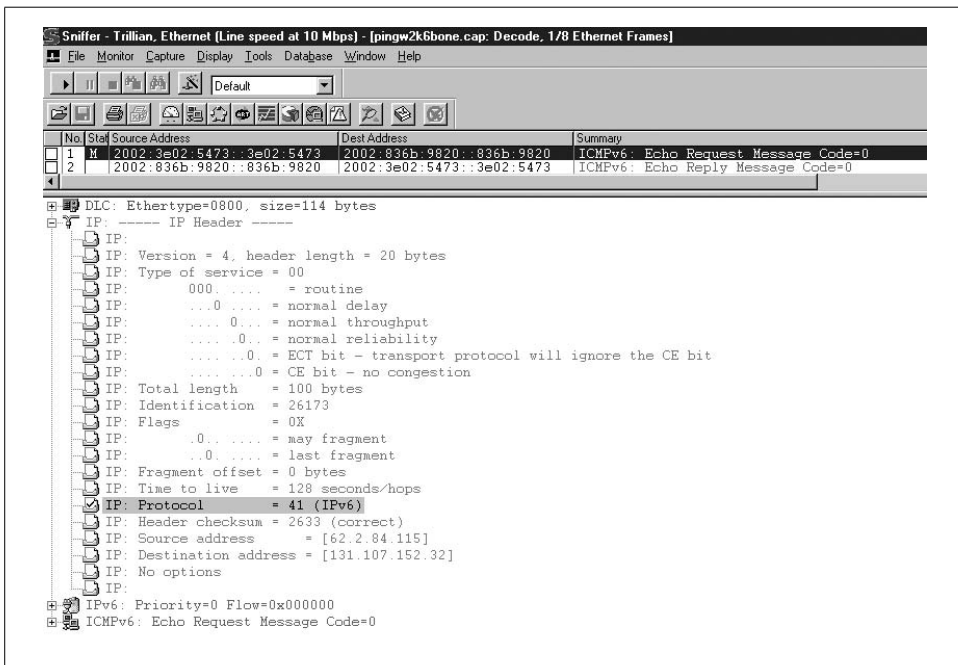 Sniffer - Trillian, Ethernet (Line speed at 10 Mbps) - [pingw2k6bone.cap: Decode, 1/8 Ethernet Frames]
File Monitor Capture Display Tools Database Window Help
Default
No. Stat Source Address Dest Address Summary
1 M 2002:3e02:5473::3e02:5473 2002:836b:9820::836b:9820 ICMPv6: Echo Request Message Code=0
2 2002:836b:9820::836b:9820 2002:3e02:5473::3e02:5473 ICMPv6: Echo Reply Message Code=0
DLC: Ethertype=0800, size=114 bytes
IP: ----- IP Header -----
IP:
IP: Version = 4, header length = 20 bytes
IP: Type of service = 00
IP: 000. .... = routine
IP: ...0 .... = normal delay
IP: .... 0... = normal throughput
IP: .... .0.. = normal reliability
IP: .... ..0. = ECT bit - transport protocol will ignore the CE bit
IP: .... ...0 = CE bit - no congestion
IP: Total length = 100 bytes
IP: Identification = 26173
IP: Flags = 0X
IP: .0.. .... = may fragment
IP: ..0. .... = last fragment
IP: Fragment offset = 0 bytes
IP: Time to live = 128 seconds/hops
IP: Protocol = 41 (IPv6)
IP: Header checksum = 2633 (correct)
IP: Source address = [62.2.84.115]
IP: Destination address = [131.107.152.32]
IP: No options
IP:
IPv6: Priority=0 Flow=0x000000
ICMPv6: Echo Request Message Code=0